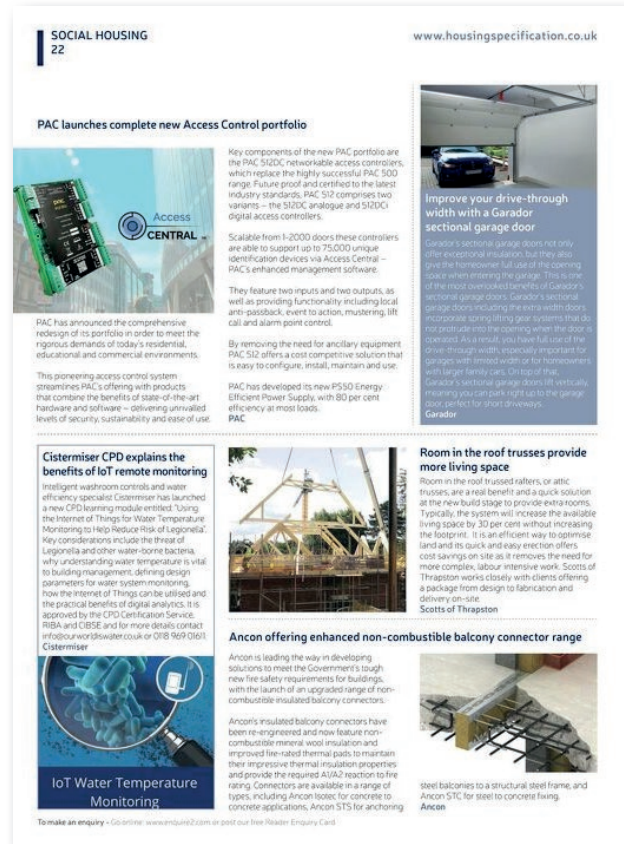 SOCIAL HOUSING
22
www.housingspecification.co.uk
PAC launches complete new Access Control portfolio
Access
CENTRAL
PAC has announced the comprehensive
redesign of its portfolio in order to meet the
rigorous demands of today's residential,
educational and commercial environments.
This pioneering access control system
streamlines PAC's offering with products
that combine the benefits of state-of-the-art
hardware and software – delivering unrivalled
levels of security, sustainability and ease of use.
Key components of the new PAC portfolio are
the PAC 512DC networkable access controllers,
which replace the highly successful PAC 500
range. Future proof and certified to the latest
industry standards, PAC 512 comprises two
variants – the 512DC analogue and 512DCi
digital access controllers.
Scalable from 1-2000 doors these controllers
are able to support up to 75,000 unique
identification devices via Access Central –
PAC's enhanced management software.
They feature two inputs and two outputs, as
well as providing functionality including local
anti-passback, event to action, mustering, lift
call and alarm point control.
By removing the need for ancillary equipment
PAC 512 offers a cost competitive solution that
is easy to configure, install, maintain and use.
PAC has developed its new PS50 Energy
Efficient Power Supply, with 80 per cent
efficiency at most loads.
PAC
Improve your drive-through
width with a Garador
sectional garage door
Garador's sectional garage doors not only
offer exceptional insulation, but they also
give the homeowner full use of the opening
space when entering the garage. This is one
of the most overlooked benefits of Garador's
sectional garage doors. Garador's sectional
garage doors including the extra width doors
incorporate spring lifting gear systems that do
not protrude into the opening when the door is
operated. As a result, you have full use of the
drive-through width, especially important for
garages with limited width or for homeowners
with larger family cars. On top of that,
Garador's sectional garage doors lift vertically,
meaning you can park right up to the garage
door, perfect for short driveways.
Garador
Cistermiser CPD explains the
benefits of IoT remote monitoring
Intelligent washroom controls and water
efficiency specialist Cistermiser has launched
a new CPD learning module entitled: "Using
the Internet of Things for Water Temperature
Monitoring to Help Reduce Risk of Legionella".
Key considerations include the threat of
Legionella and other water-borne bacteria,
why understanding water temperature is vital
to building management, defining design
parameters for water system monitoring,
how the Internet of Things can be utilised and
the practical benefits of digital analytics. It is
approved by the CPD Certification Service,
RIBA and CIBSE and for more details contact
info@ourworldiswater.co.uk or 0118 969 01611
Cistermiser
IoT Water Temperature
Monitoring
Room in the roof trusses provide
more living space
Room in the roof trussed rafters, or attic
trusses, are a real benefit and a quick solution
at the new build stage to provide extra rooms.
Typically, the system will increase the available
living space by 30 per cent without increasing
the footprint. It is an efficient way to optimise
land and its quick and easy erection offers
cost savings on site as it removes the need for
more complex, labour intensive work. Scotts of
Thrapston works closely with clients offering
a package from design to fabrication and
delivery on-site.
Scotts of Thrapston
Ancon offering enhanced non-combustible balcony connector range
Ancon is leading the way in developing
solutions to meet the Government's tough
new fire safety requirements for buildings,
with the launch of an upgraded range of non-
combustible insulated balcony connectors.
Ancon's insulated balcony connectors have
been re-engineered and now feature non-
combustible mineral wool insulation and
improved fire-rated thermal pads to maintain
their impressive thermal insulation properties
and provide the required A1/A2 reaction to fire
rating. Connectors are available in a range of
types, including Ancon Isotec for concrete to
concrete applications, Ancon STS for anchoring
steel balconies to a structural steel frame, and
Ancon STC for steel to concrete fixing.
Ancon
To make an enquiry – Go online: www.enquire2.com or post our free Reader Enquiry Card